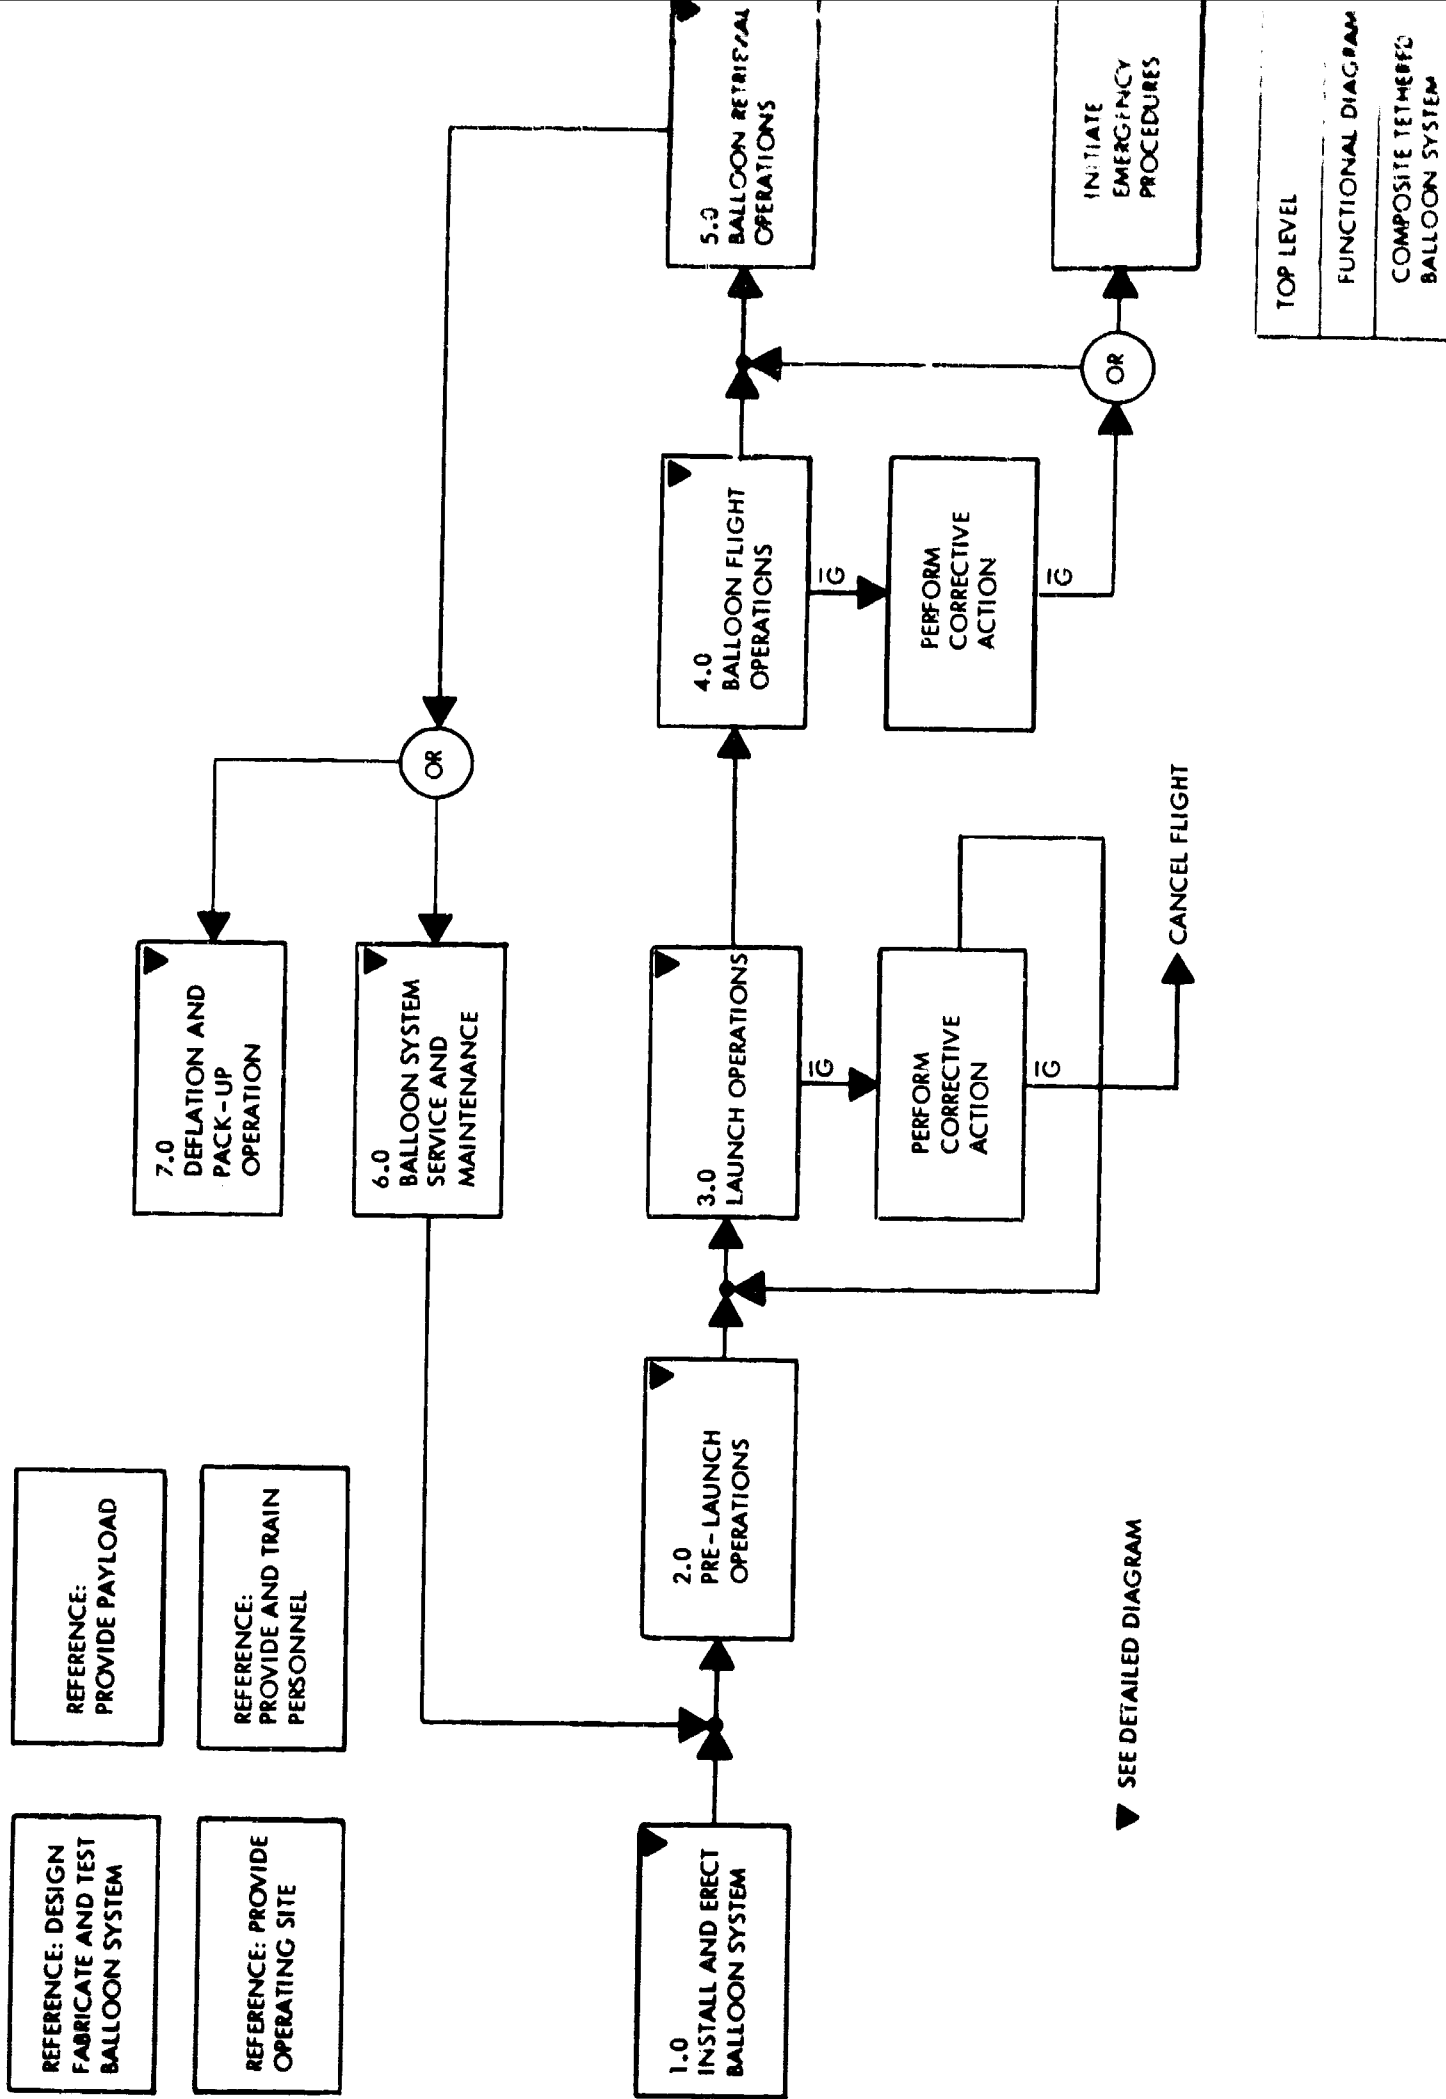 REFERENCE: DESIGN
FABRICATE AND TEST
BALLOON SYSTEM
REFERENCE:
PROVIDE PAYLOAD
REFERENCE: PROVIDE
OPERATING SITE
REFERENCE:
PROVIDE AND TRAIN
PERSONNEL
7.0
DEFLATION AND
PACK-UP
OPERATION
6.0
BALLOON SYSTEM
SERVICE AND
MAINTENANCE
OR
1.0
INSTALL AND ERECT
BALLOON SYSTEM
2.0
PRE-LAUNCH
OPERATIONS
3.0
LAUNCH OPERATIONS
4.0
BALLOON FLIGHT
OPERATIONS
5.0
BALLOON RETRIEVAL
OPERATIONS
G̅
PERFORM
CORRECTIVE
ACTION
G̅
CANCEL FLIGHT
G̅
PERFORM
CORRECTIVE
ACTION
G̅
OR
INITIATE
EMERGENCY
PROCEDURES
▼ SEE DETAILED DIAGRAM
TOP LEVEL
FUNCTIONAL DIAGRAM
COMPOSITE TETHERED
BALLOON SYSTEM